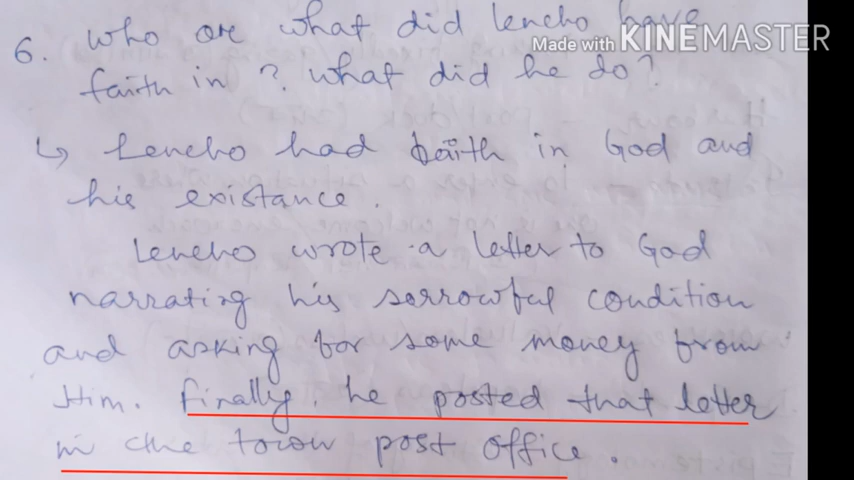 6. who are what did lencho have
Made with KINEMASTER
faith in? what did he do?
↳ Lencho had faith in God and
his existance.
Lencho wrote a letter to God
narrating his sorrowful condition
and asking for some money from
Him. finally, he posted that letter
in the town post office.